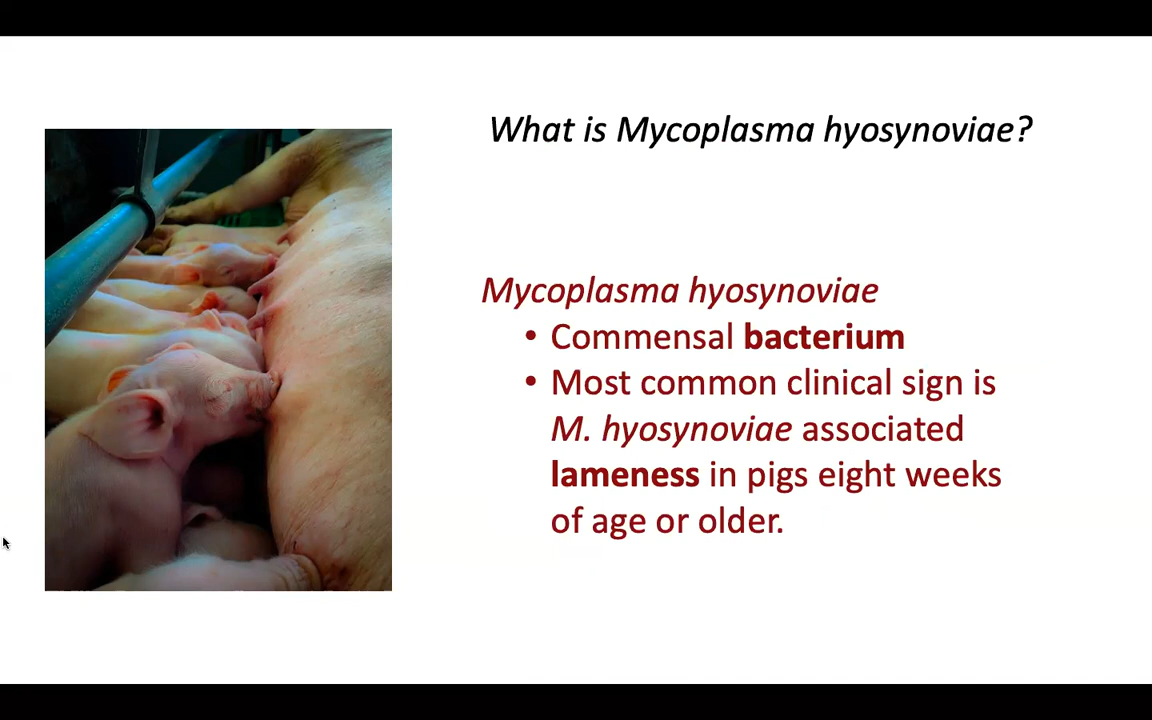 What is Mycoplasma hyosynoviae?
Mycoplasma hyosynoviae
• Commensal bacterium
• Most common clinical sign is
M. hyosynoviae associated
lameness in pigs eight weeks
of age or older.